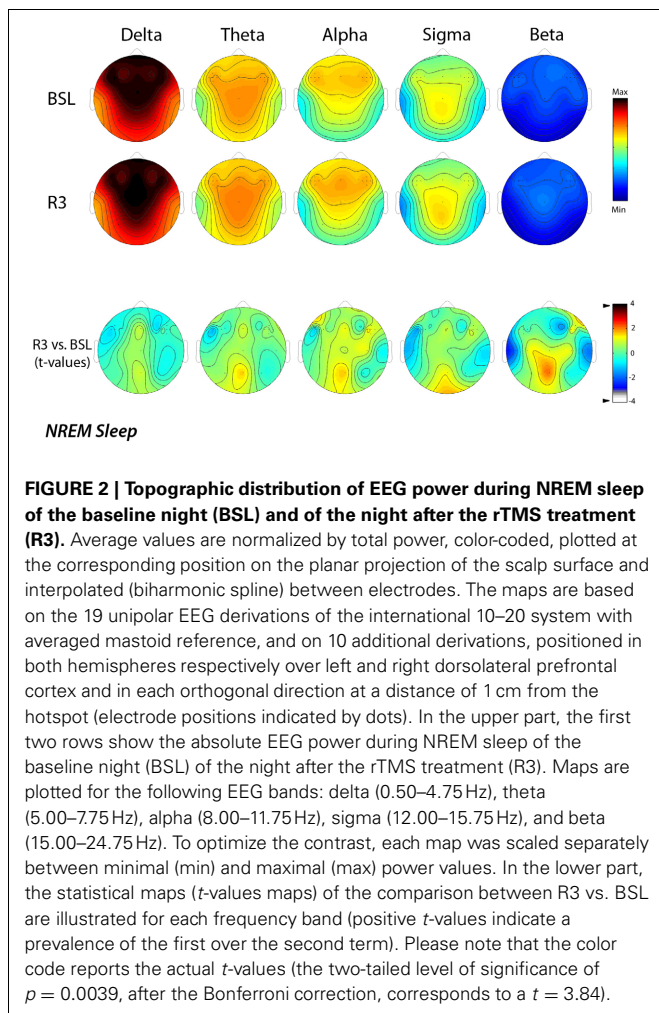 Delta Theta Alpha Sigma Beta
BSL
Max
R3
Min
R3 vs. BSL
(t-values)
4
2
0
-2
-4
NREM Sleep
FIGURE 2 | Topographic distribution of EEG power during NREM sleep
of the baseline night (BSL) and of the night after the rTMS treatment
(R3). Average values are normalized by total power, color-coded, plotted at
the corresponding position on the planar projection of the scalp surface and
interpolated (biharmonic spline) between electrodes. The maps are based
on the 19 unipolar EEG derivations of the international 10–20 system with
averaged mastoid reference, and on 10 additional derivations, positioned in
both hemispheres respectively over left and right dorsolateral prefrontal
cortex and in each orthogonal direction at a distance of 1 cm from the
hotspot (electrode positions indicated by dots). In the upper part, the first
two rows show the absolute EEG power during NREM sleep of the
baseline night (BSL) of the night after the rTMS treatment (R3). Maps are
plotted for the following EEG bands: delta (0.50–4.75 Hz), theta
(5.00–7.75 Hz), alpha (8.00–11.75 Hz), sigma (12.00–15.75 Hz), and beta
(15.00–24.75 Hz). To optimize the contrast, each map was scaled separately
between minimal (min) and maximal (max) power values. In the lower part,
the statistical maps (t-values maps) of the comparison between R3 vs. BSL
are illustrated for each frequency band (positive t-values indicate a
prevalence of the first over the second term). Please note that the color
code reports the actual t-values (the two-tailed level of significance of
p = 0.0039, after the Bonferroni correction, corresponds to a t = 3.84).